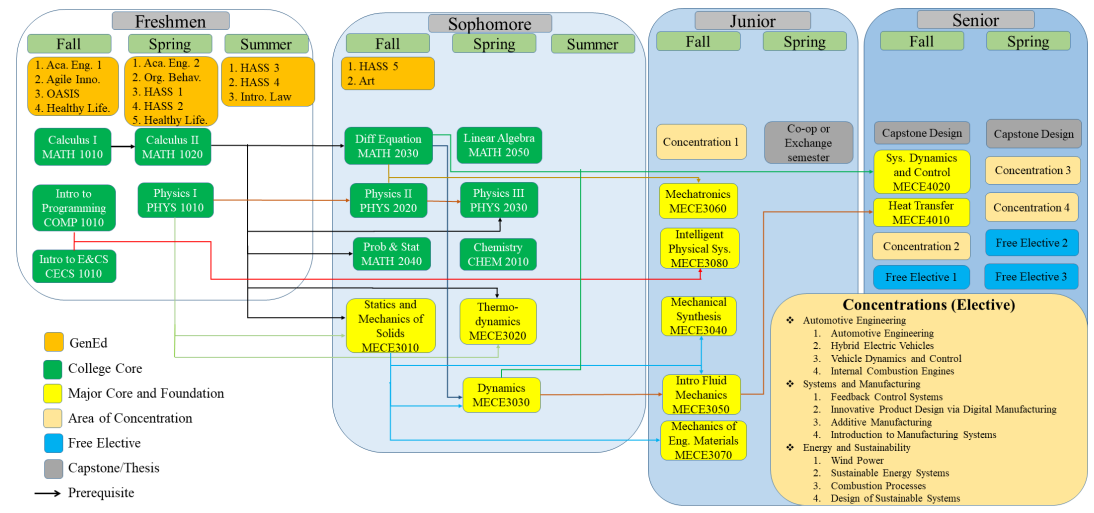 Freshmen
Fall
Spring
Summer
1. Aca. Eng. 1
2. Agile Inno.
3. OASIS
4. Healthy Life.
1. Aca. Eng. 2
2. Org. Behav.
3. HASS 1
4. HASS 2
5. Healthy Life.
1. HASS 3
2. HASS 4
3. Intro. Law
Calculus I
MATH 1010
Calculus II
MATH 1020
Intro to
Programming
COMP 1010
Physics I
PHYS 1010
Intro to E&CS
CECS 1010
Sophomore
Fall
Spring
Summer
1. HASS 5
2. Art
Diff Equation
MATH 2030
Linear Algebra
MATH 2050
Physics II
PHYS 2020
Physics III
PHYS 2030
Prob & Stat
MATH 2040
Chemistry
CHEM 2010
Statics and
Mechanics of
Solids
MECE3010
Thermo-
dynamics
MECE3020
Dynamics
MECE3030
Junior
Fall
Spring
Concentration 1
Co-op or
Exchange
semester
Mechatronics
MECE3060
Intelligent
Physical Sys.
MECE3080
Mechanical
Synthesis
MECE3040
Intro Fluid
Mechanics
MECE3050
Mechanics of
Eng. Materials
MECE3070
Senior
Fall
Spring
Capstone Design
Capstone Design
Sys. Dynamics
and Control
MECE4020
Concentration 3
Heat Transfer
MECE4010
Concentration 4
Concentration 2
Free Elective 2
Free Elective 1
Free Elective 3
Concentrations (Elective)
❖ Automotive Engineering
1. Automotive Engineering
2. Hybrid Electric Vehicles
3. Vehicle Dynamics and Control
4. Internal Combustion Engines
❖ Systems and Manufacturing
1. Feedback Control Systems
2. Innovative Product Design via Digital Manufacturing
3. Additive Manufacturing
4. Introduction to Manufacturing Systems
❖ Energy and Sustainability
1. Wind Power
2. Sustainable Energy Systems
3. Combustion Processes
4. Design of Sustainable Systems
GenEd
College Core
Major Core and Foundation
Area of Concentration
Free Elective
Capstone/Thesis
Prerequisite